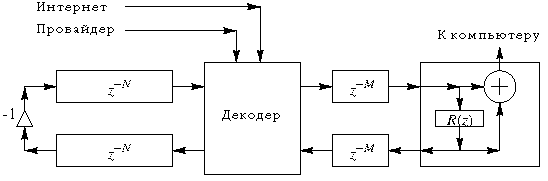 Интернет
Провайдер
К компьютеру
z⁻ᴺ
z⁻ᴹ
-1
Декодер
R(z)
z⁻ᴺ
z⁻ᴹ